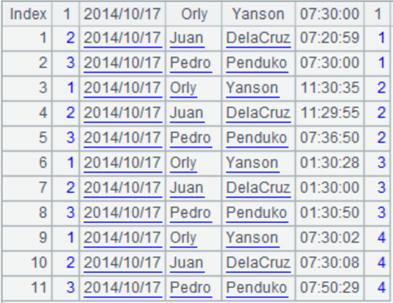 Index 1 2014/10/17 Orly Yanson 07:30:00 1
1 2 2014/10/17 Juan DelaCruz 07:20:59 1
2 3 2014/10/17 Pedro Penduko 07:30:00 1
3 1 2014/10/17 Orly Yanson 11:30:35 2
4 2 2014/10/17 Juan DelaCruz 11:29:55 2
5 3 2014/10/17 Pedro Penduko 07:36:50 2
6 1 2014/10/17 Orly Yanson 01:30:28 3
7 2 2014/10/17 Juan DelaCruz 01:30:00 3
8 3 2014/10/17 Pedro Penduko 01:30:50 3
9 1 2014/10/17 Orly Yanson 07:30:02 4
10 2 2014/10/17 Juan DelaCruz 07:30:08 4
11 3 2014/10/17 Pedro Penduko 07:50:29 4